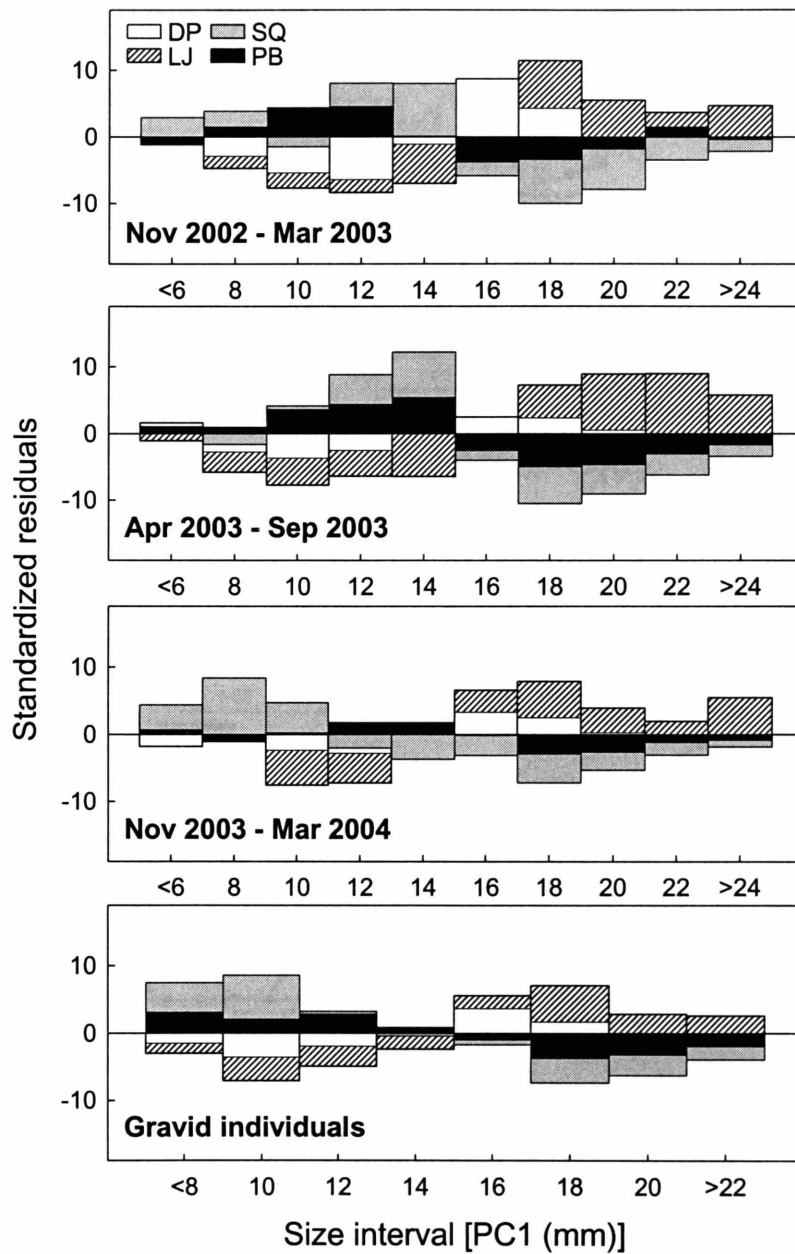 DP SQ
LJ PB
10
0
-10
Nov 2002 - Mar 2003
<6 8 10 12 14 16 18 20 22 >24
10
0
-10
Apr 2003 - Sep 2003
<6 8 10 12 14 16 18 20 22 >24
Standardized residuals
10
0
-10
Nov 2003 - Mar 2004
<6 8 10 12 14 16 18 20 22 >24
10
0
-10
Gravid individuals
<8 10 12 14 16 18 20 >22
Size interval [PC1 (mm)]